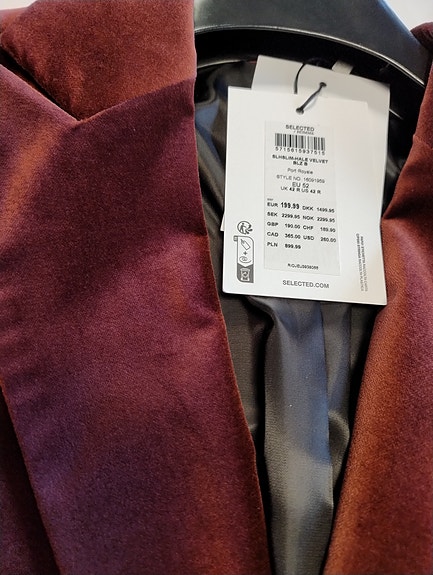 SELECTED
5715615937515
SLHSLIM-HALE VELVET
BLZ B
Port Royale
STYLE NO. 16091959
EU 52
UK 42 R US 42 R
EUR 199.99 DKK 1499.95
SEK 2299.95 NOK 2299.95
GBP 190.00 CHF 189.90
CAD 365.00 USD 260.00
PLN 899.99
SELECTED.COM